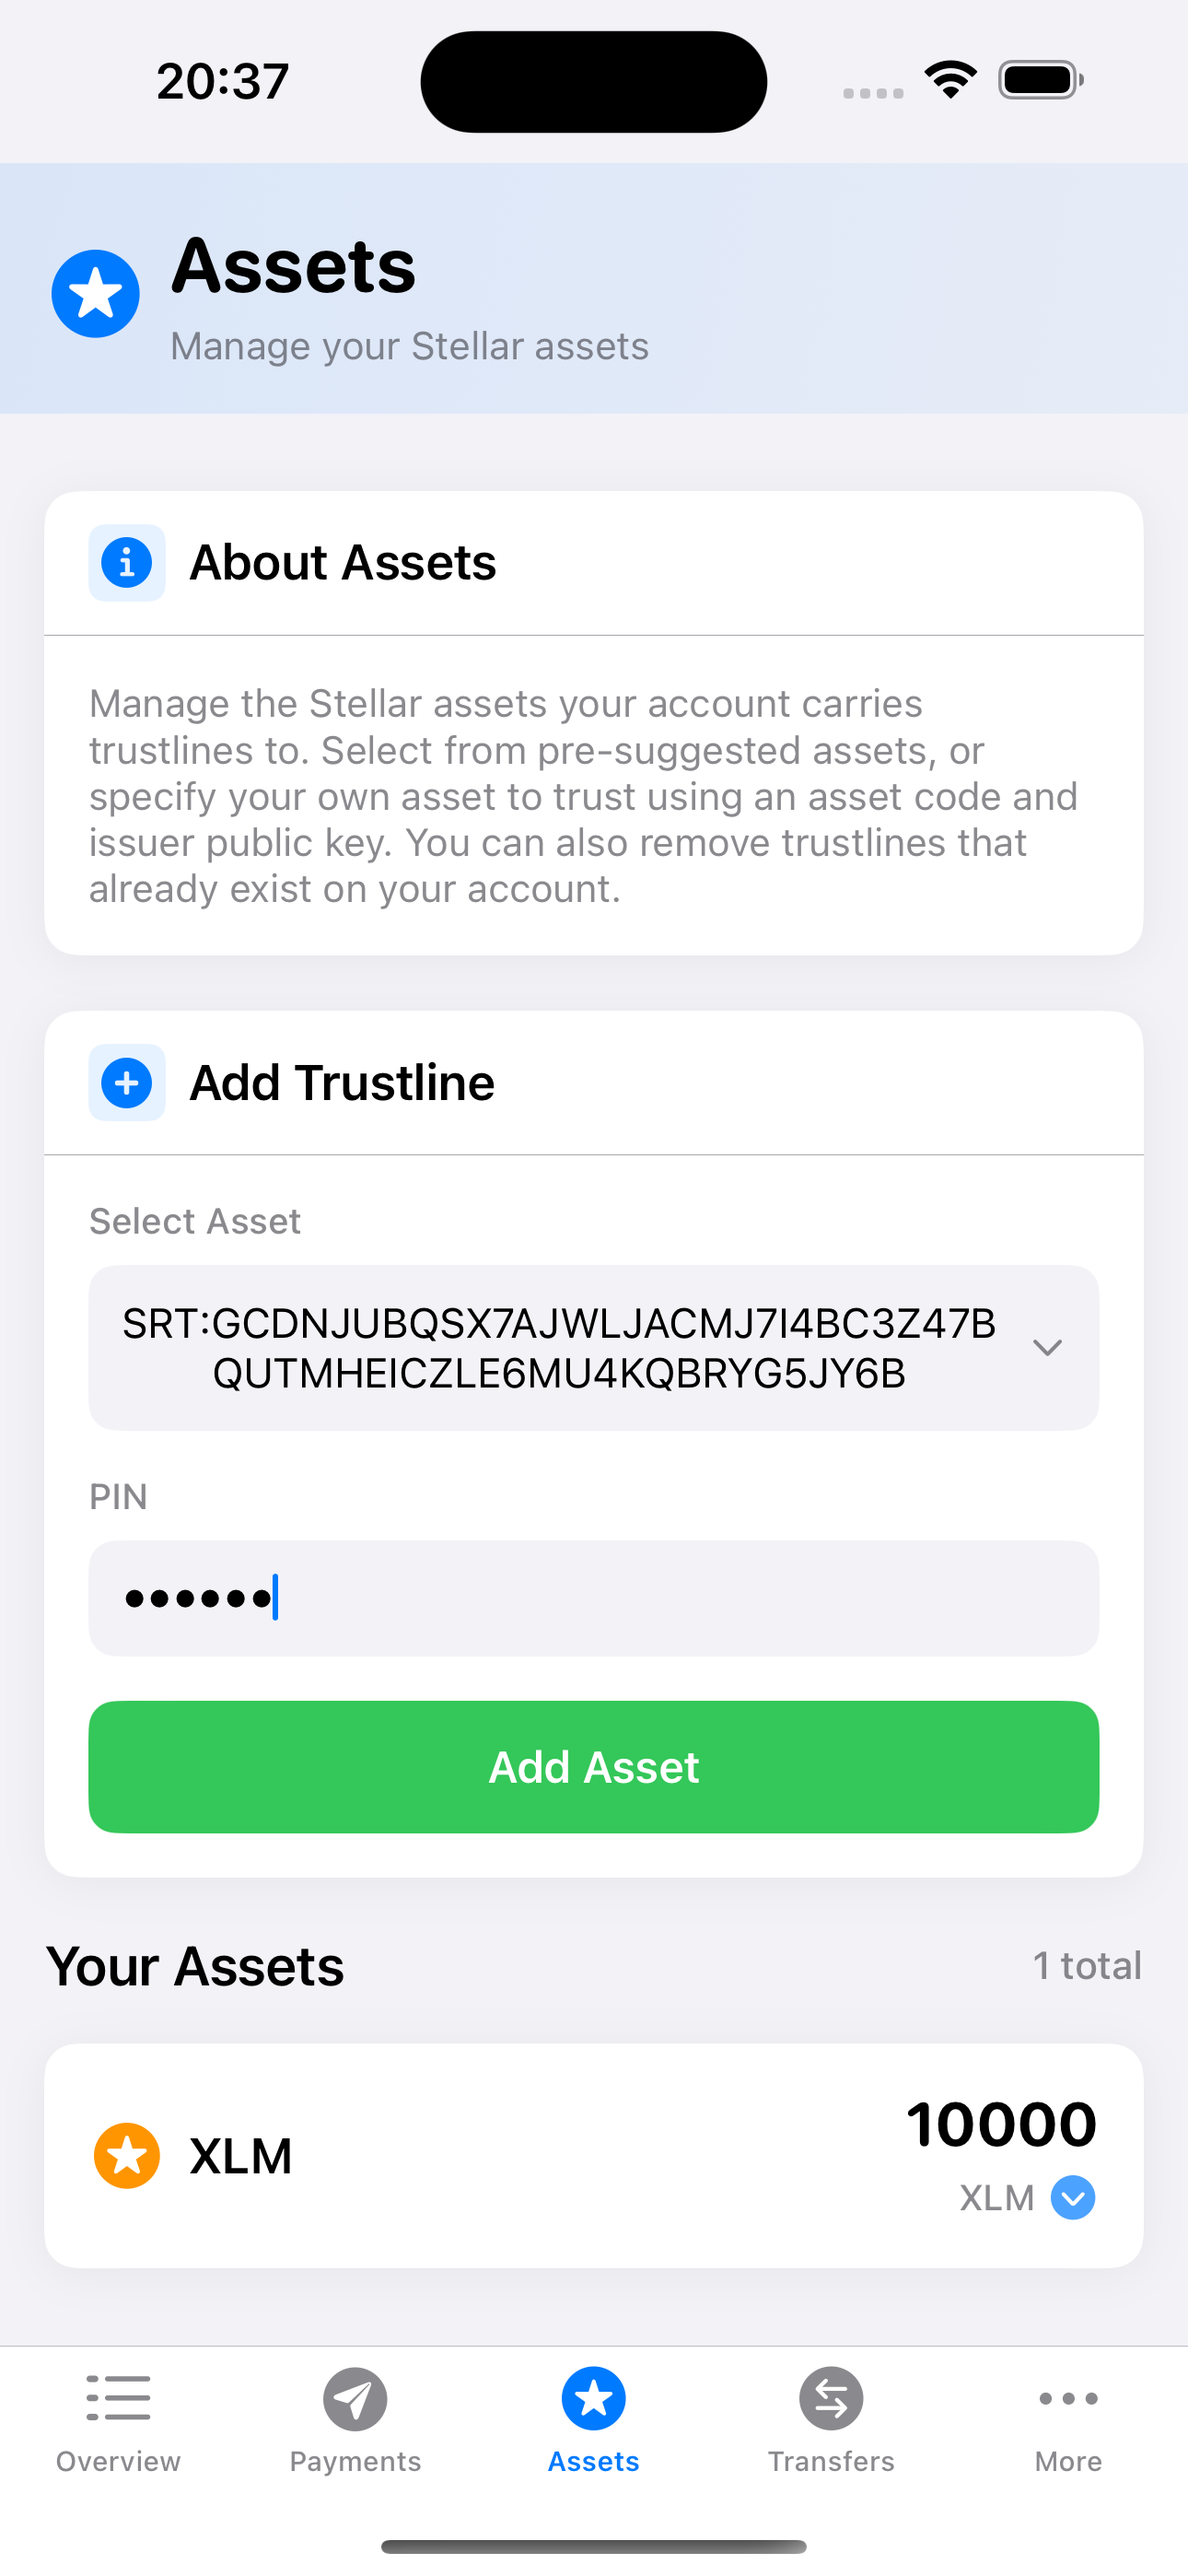 20:37
Assets
Manage your Stellar assets
About Assets
Manage the Stellar assets your account carries
trustlines to. Select from pre-suggested assets, or
specify your own asset to trust using an asset code and
issuer public key. You can also remove trustlines that
already exist on your account.
Add Trustline
Select Asset
SRT:GCDNJUBQSX7AJWLJACMJ7I4BC3Z47B
QUTMHEICZLE6MU4KQBRYG5JY6B
PIN
••••••
Add Asset
Your Assets
1 total
XLM
10000
XLM
Overview
Payments
Assets
Transfers
More